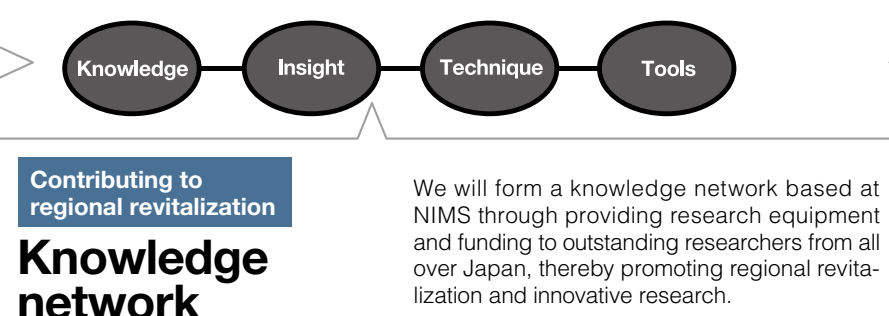 Knowledge Insight Technique Tools
Contributing to
regional revitalization
Knowledge
network
We will form a knowledge network based at
NIMS through providing research equipment
and funding to outstanding researchers from all
over Japan, thereby promoting regional revita-
lization and innovative research.